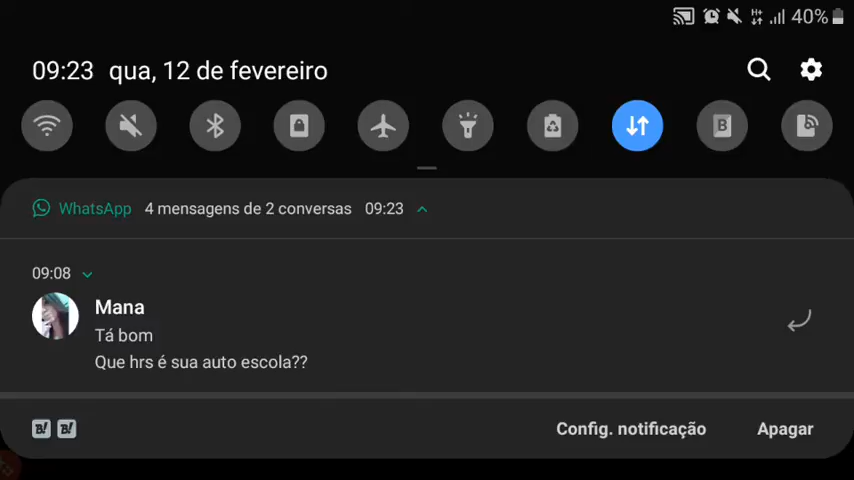 H+ 40%
09:23 qua, 12 de fevereiro
B
WhatsApp 4 mensagens de 2 conversas 09:23
09:08
Mana
Tá bom
Que hrs é sua auto escola??
B! B! Config. notificação Apagar